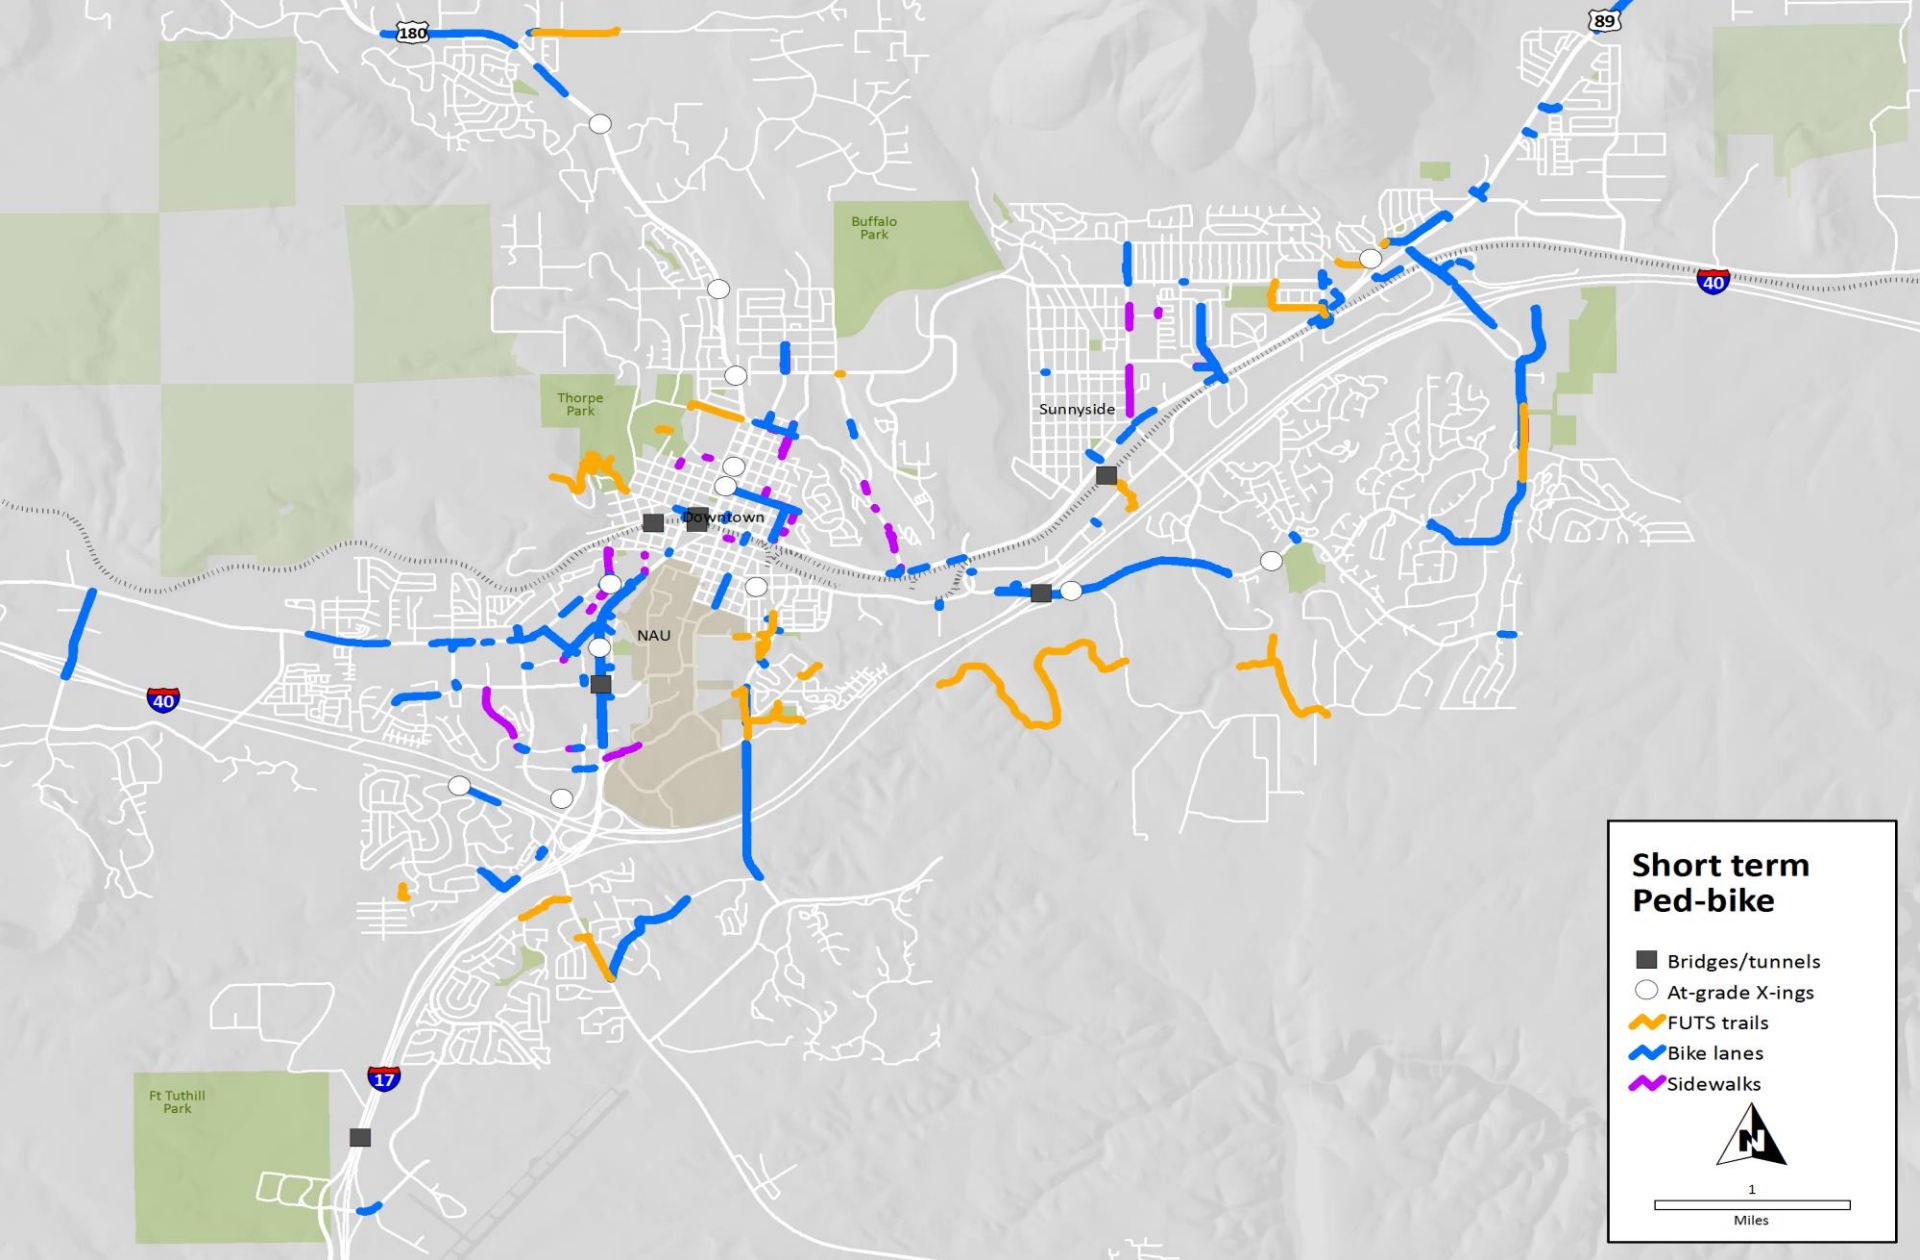 180
89
Buffalo
Park
40
Thorpe
Park
Sunnyside
Downtown
NAU
40
Short term
Ped-bike
Bridges/tunnels
At-grade X-ings
FUTS trails
Bike lanes
Sidewalks
N
1
Miles
17
Ft Tuthill
Park